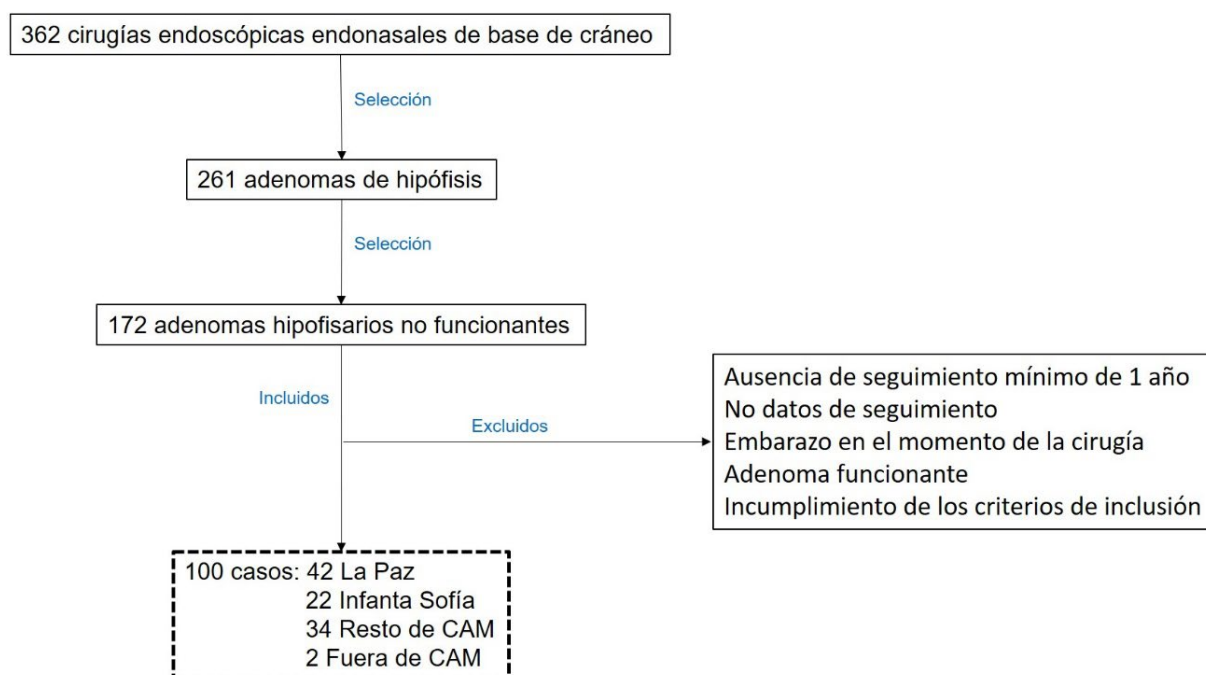 362 cirugías endoscópicas endonasales de base de cráneo
Selección
261 adenomas de hipófisis
Selección
172 adenomas hipofisarios no funcionantes
Incluidos
Excluidos
Ausencia de seguimiento mínimo de 1 año
No datos de seguimiento
Embarazo en el momento de la cirugía
Adenoma funcionante
Incumplimiento de los criterios de inclusión
100 casos: 42 La Paz
22 Infanta Sofía
34 Resto de CAM
2 Fuera de CAM